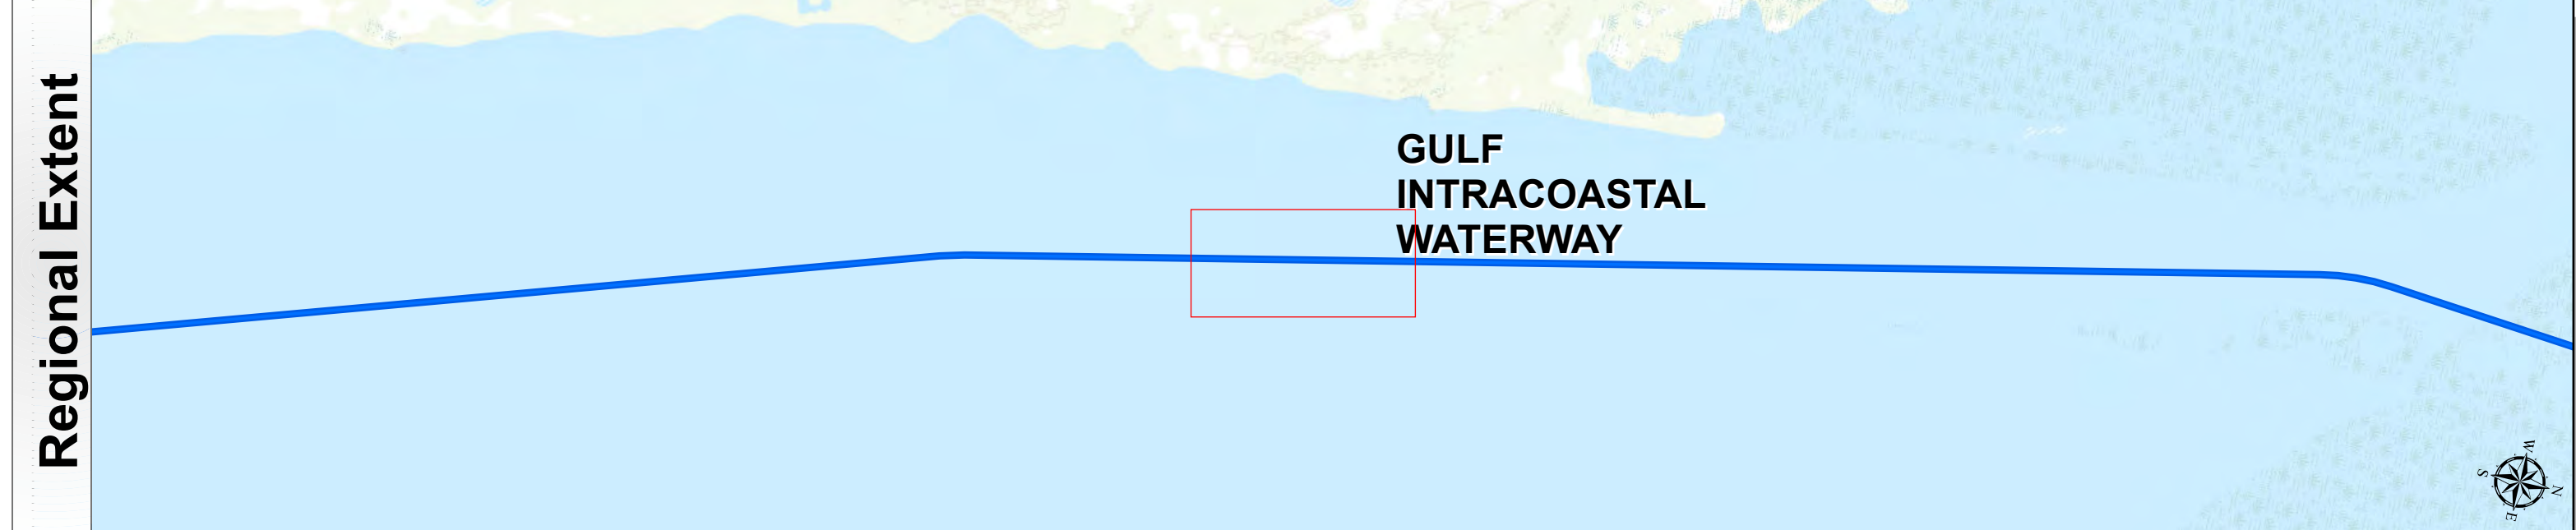 Regional Extent
GULF
INTRACOASTAL
WATERWAY
W
S
N
E